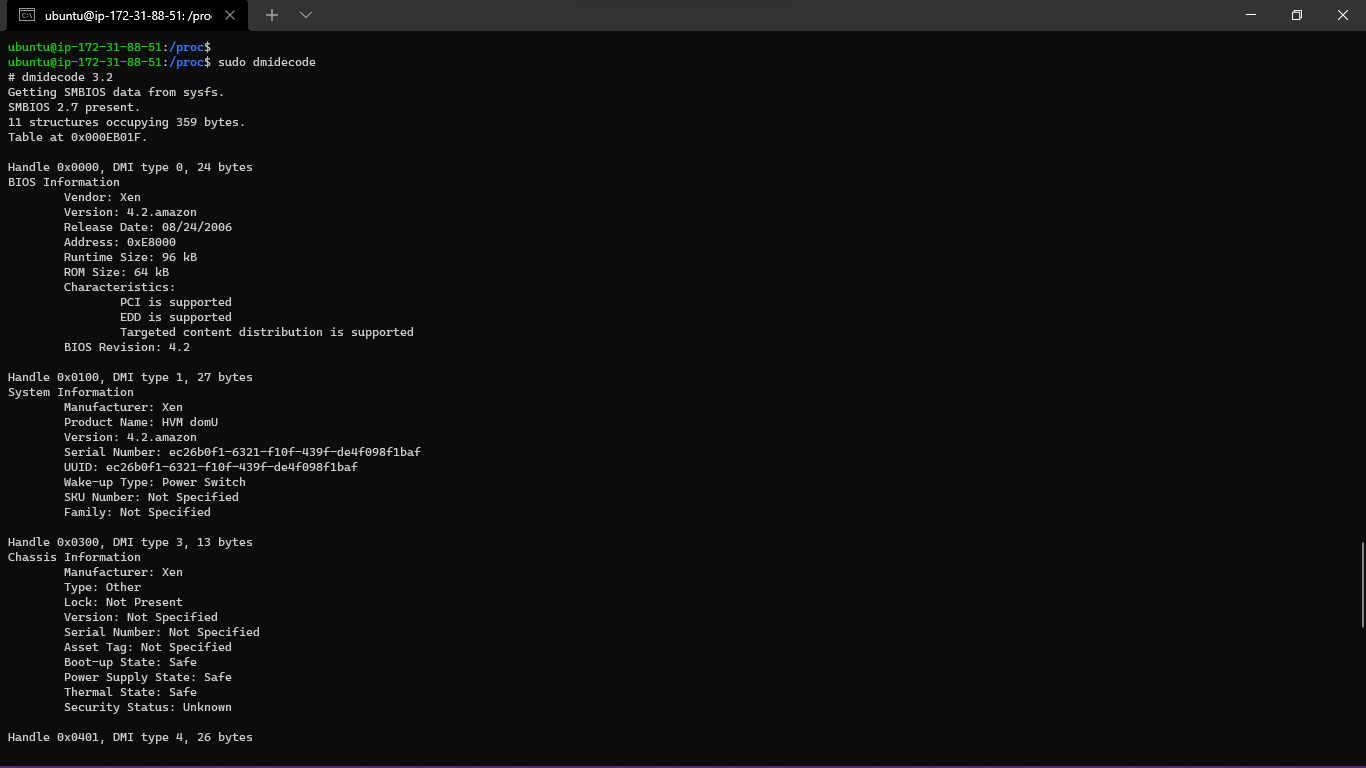 ubuntu@ip-172-31-88-51: /pro
ubuntu@ip-172-31-88-51:/proc$
ubuntu@ip-172-31-88-51:/proc$ sudo dmidecode
# dmidecode 3.2
Getting SMBIOS data from sysfs.
SMBIOS 2.7 present.
11 structures occupying 359 bytes.
Table at 0x000EB01F.

Handle 0x0000, DMI type 0, 24 bytes
BIOS Information
        Vendor: Xen
        Version: 4.2.amazon
        Release Date: 08/24/2006
        Address: 0xE8000
        Runtime Size: 96 kB
        ROM Size: 64 kB
        Characteristics:
                PCI is supported
                EDD is supported
                Targeted content distribution is supported
        BIOS Revision: 4.2

Handle 0x0100, DMI type 1, 27 bytes
System Information
        Manufacturer: Xen
        Product Name: HVM domU
        Version: 4.2.amazon
        Serial Number: ec26b0f1-6321-f10f-439f-de4f098f1baf
        UUID: ec26b0f1-6321-f10f-439f-de4f098f1baf
        Wake-up Type: Power Switch
        SKU Number: Not Specified
        Family: Not Specified

Handle 0x0300, DMI type 3, 13 bytes
Chassis Information
        Manufacturer: Xen
        Type: Other
        Lock: Not Present
        Version: Not Specified
        Serial Number: Not Specified
        Asset Tag: Not Specified
        Boot-up State: Safe
        Power Supply State: Safe
        Thermal State: Safe
        Security Status: Unknown

Handle 0x0401, DMI type 4, 26 bytes